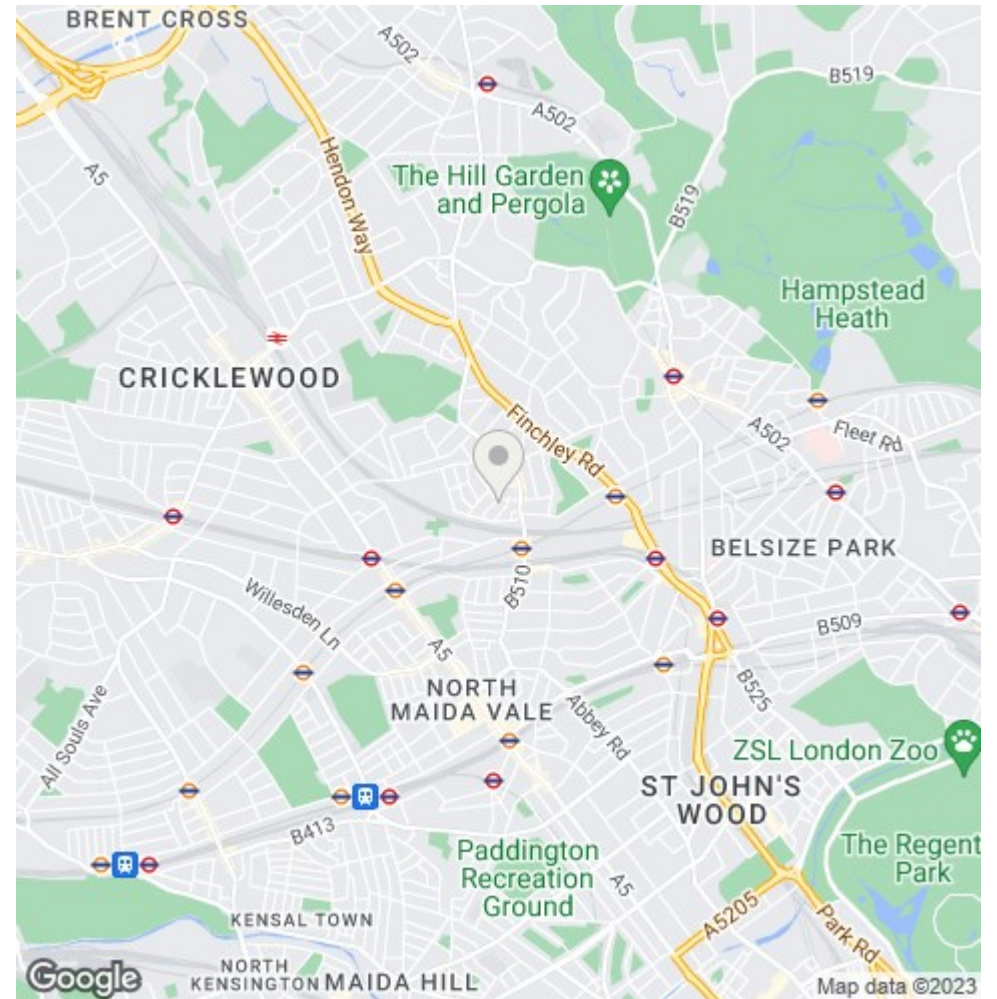 BRENT CROSS
A502
B519
A502
A5
Hendon Way
The Hill Garden
and Pergola
B519
Hampstead
Heath
CRICKLEWOOD
Finchley Rd
A502
Fleet Rd
BELSIZE PARK
B510
Willesden Ln
B509
A5
NORTH
MAIDA VALE
B525
Abbey Rd
All Souls Ave
ZSL London Zoo
ST JOHN'S
WOOD
B413
Paddington
Recreation
Ground
The Regent
Park
A5
A5205
KENSAL TOWN
Park Rd
NORTH
KENSINGTON
MAIDA HILL
Google
Map data ©2023